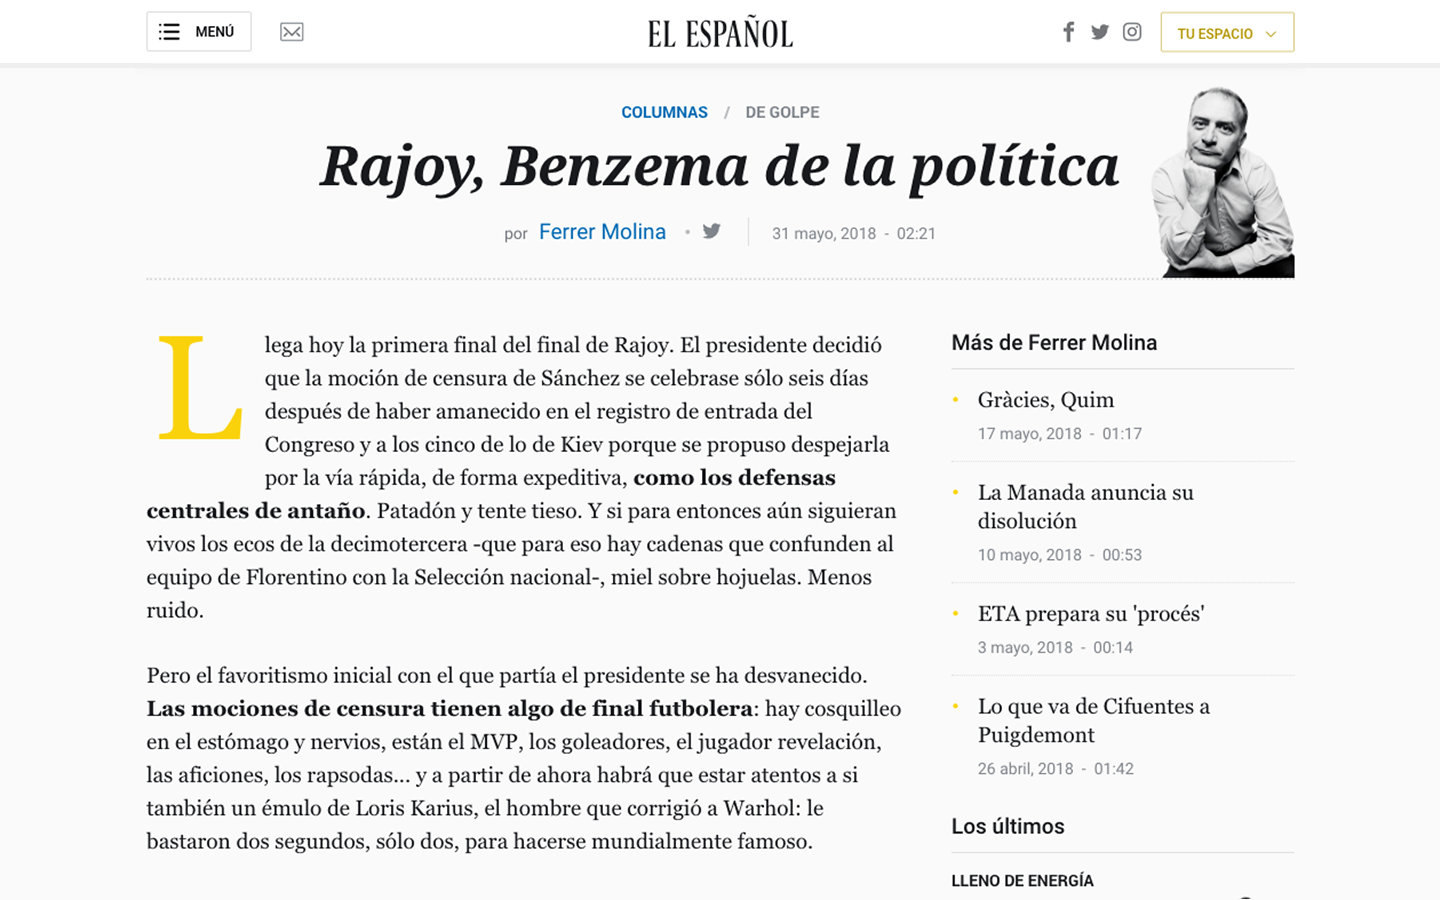 MENÚ
EL ESPAÑOL
TU ESPACIO
COLUMNAS / DE GOLPE
Rajoy, Benzema de la política
por Ferrer Molina • 31 mayo, 2018 - 02:21
Llega hoy la primera final del final de Rajoy. El presidente decidió
que la moción de censura de Sánchez se celebrase sólo seis días
después de haber amanecido en el registro de entrada del
Congreso y a los cinco de lo de Kiev porque se propuso despejarla
por la vía rápida, de forma expeditiva, como los defensas
centrales de antaño. Patadón y tente tieso. Y si para entonces aún siguieran
vivos los ecos de la decimotercera -que para eso hay cadenas que confunden al
equipo de Florentino con la Selección nacional-, miel sobre hojuelas. Menos
ruido.
Pero el favoritismo inicial con el que partía el presidente se ha desvanecido.
Las mociones de censura tienen algo de final futbolera: hay cosquilleo
en el estómago y nervios, están el MVP, los goleadores, el jugador revelación,
las aficiones, los rapsodas... y a partir de ahora habrá que estar atentos a si
también un émulo de Loris Karius, el hombre que corrigió a Warhol: le
bastaron dos segundos, sólo dos, para hacerse mundialmente famoso.
Más de Ferrer Molina
• Gràcies, Quim
17 mayo, 2018 - 01:17
• La Manada anuncia su
disolución
10 mayo, 2018 - 00:53
• ETA prepara su 'procés'
3 mayo, 2018 - 00:14
• Lo que va de Cifuentes a
Puigdemont
26 abril, 2018 - 01:42
Los últimos
LLENO DE ENERGÍA